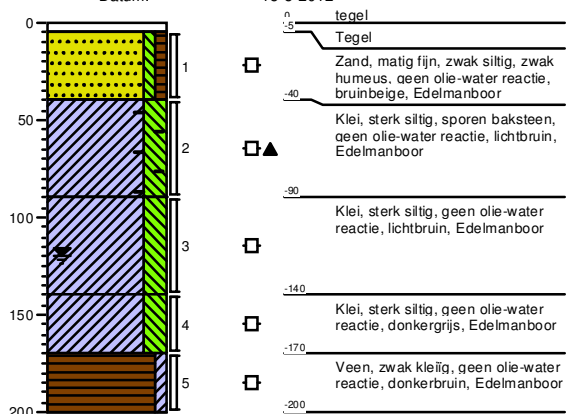 0
50
100
150
200
1
2
3
4
5
0 tegel
-5
Tegel
Zand, matig fijn, zwak siltig, zwak
humeus, geen olie-water reactie,
bruinbeige, Edelmanboor
-40
Klei, sterk siltig, sporen baksteen,
geen olie-water reactie, lichtbruin,
Edelmanboor
-90
Klei, sterk siltig, geen olie-water
reactie, lichtbruin, Edelmanboor
-140
Klei, sterk siltig, geen olie-water
reactie, donkergrijs, Edelmanboor
-170
Veen, zwak kleiïg, geen olie-water
reactie, donkerbruin, Edelmanboor
-200